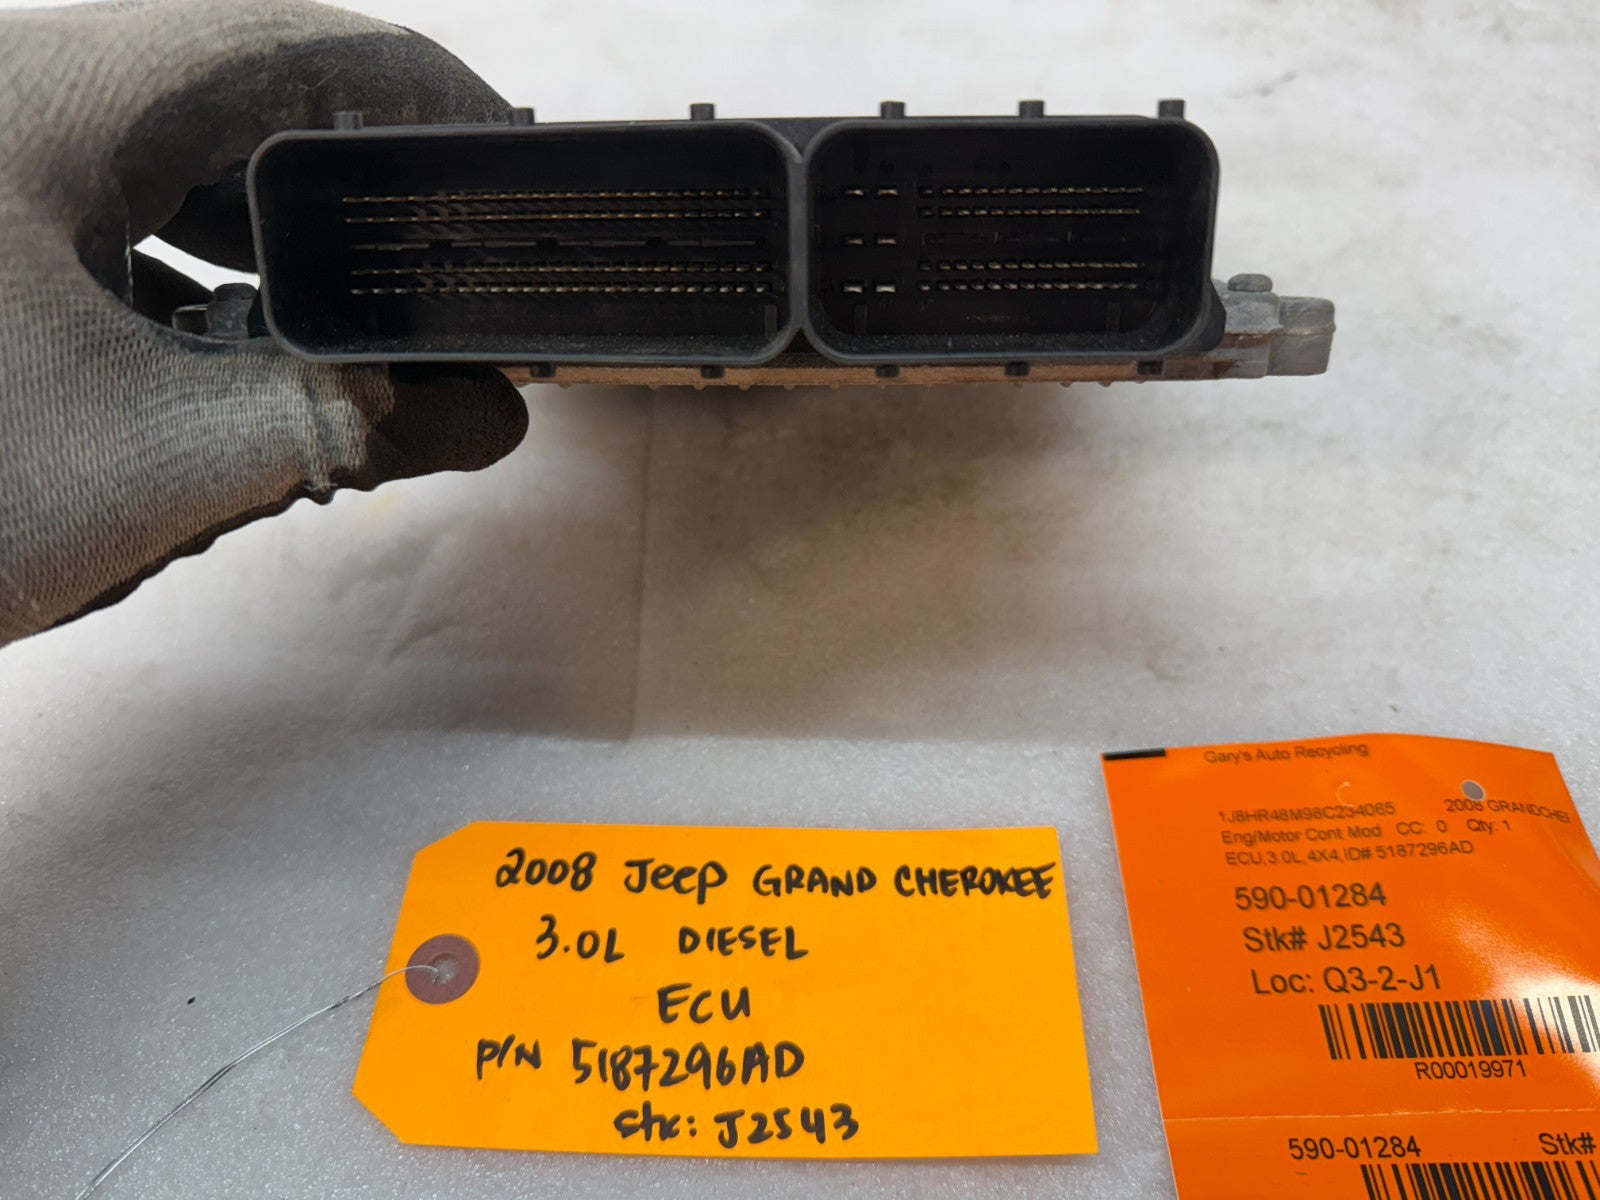 2008 Jeep GRAND CHEROKEE
3.0L DIESEL
ECU
P/N 5187296AD
Stk: J2543
Gary's Auto Recycling
1J8HR48M98C234065 2008 GRANDCHE
Eng/Motor Cont Mod CC: 0 Qty: 1
ECU,3.0L,4X4,ID# 5187296AD
590-01284
Stk# J2543
Loc: Q3-2-J1
R00019971
590-01284 Stk#